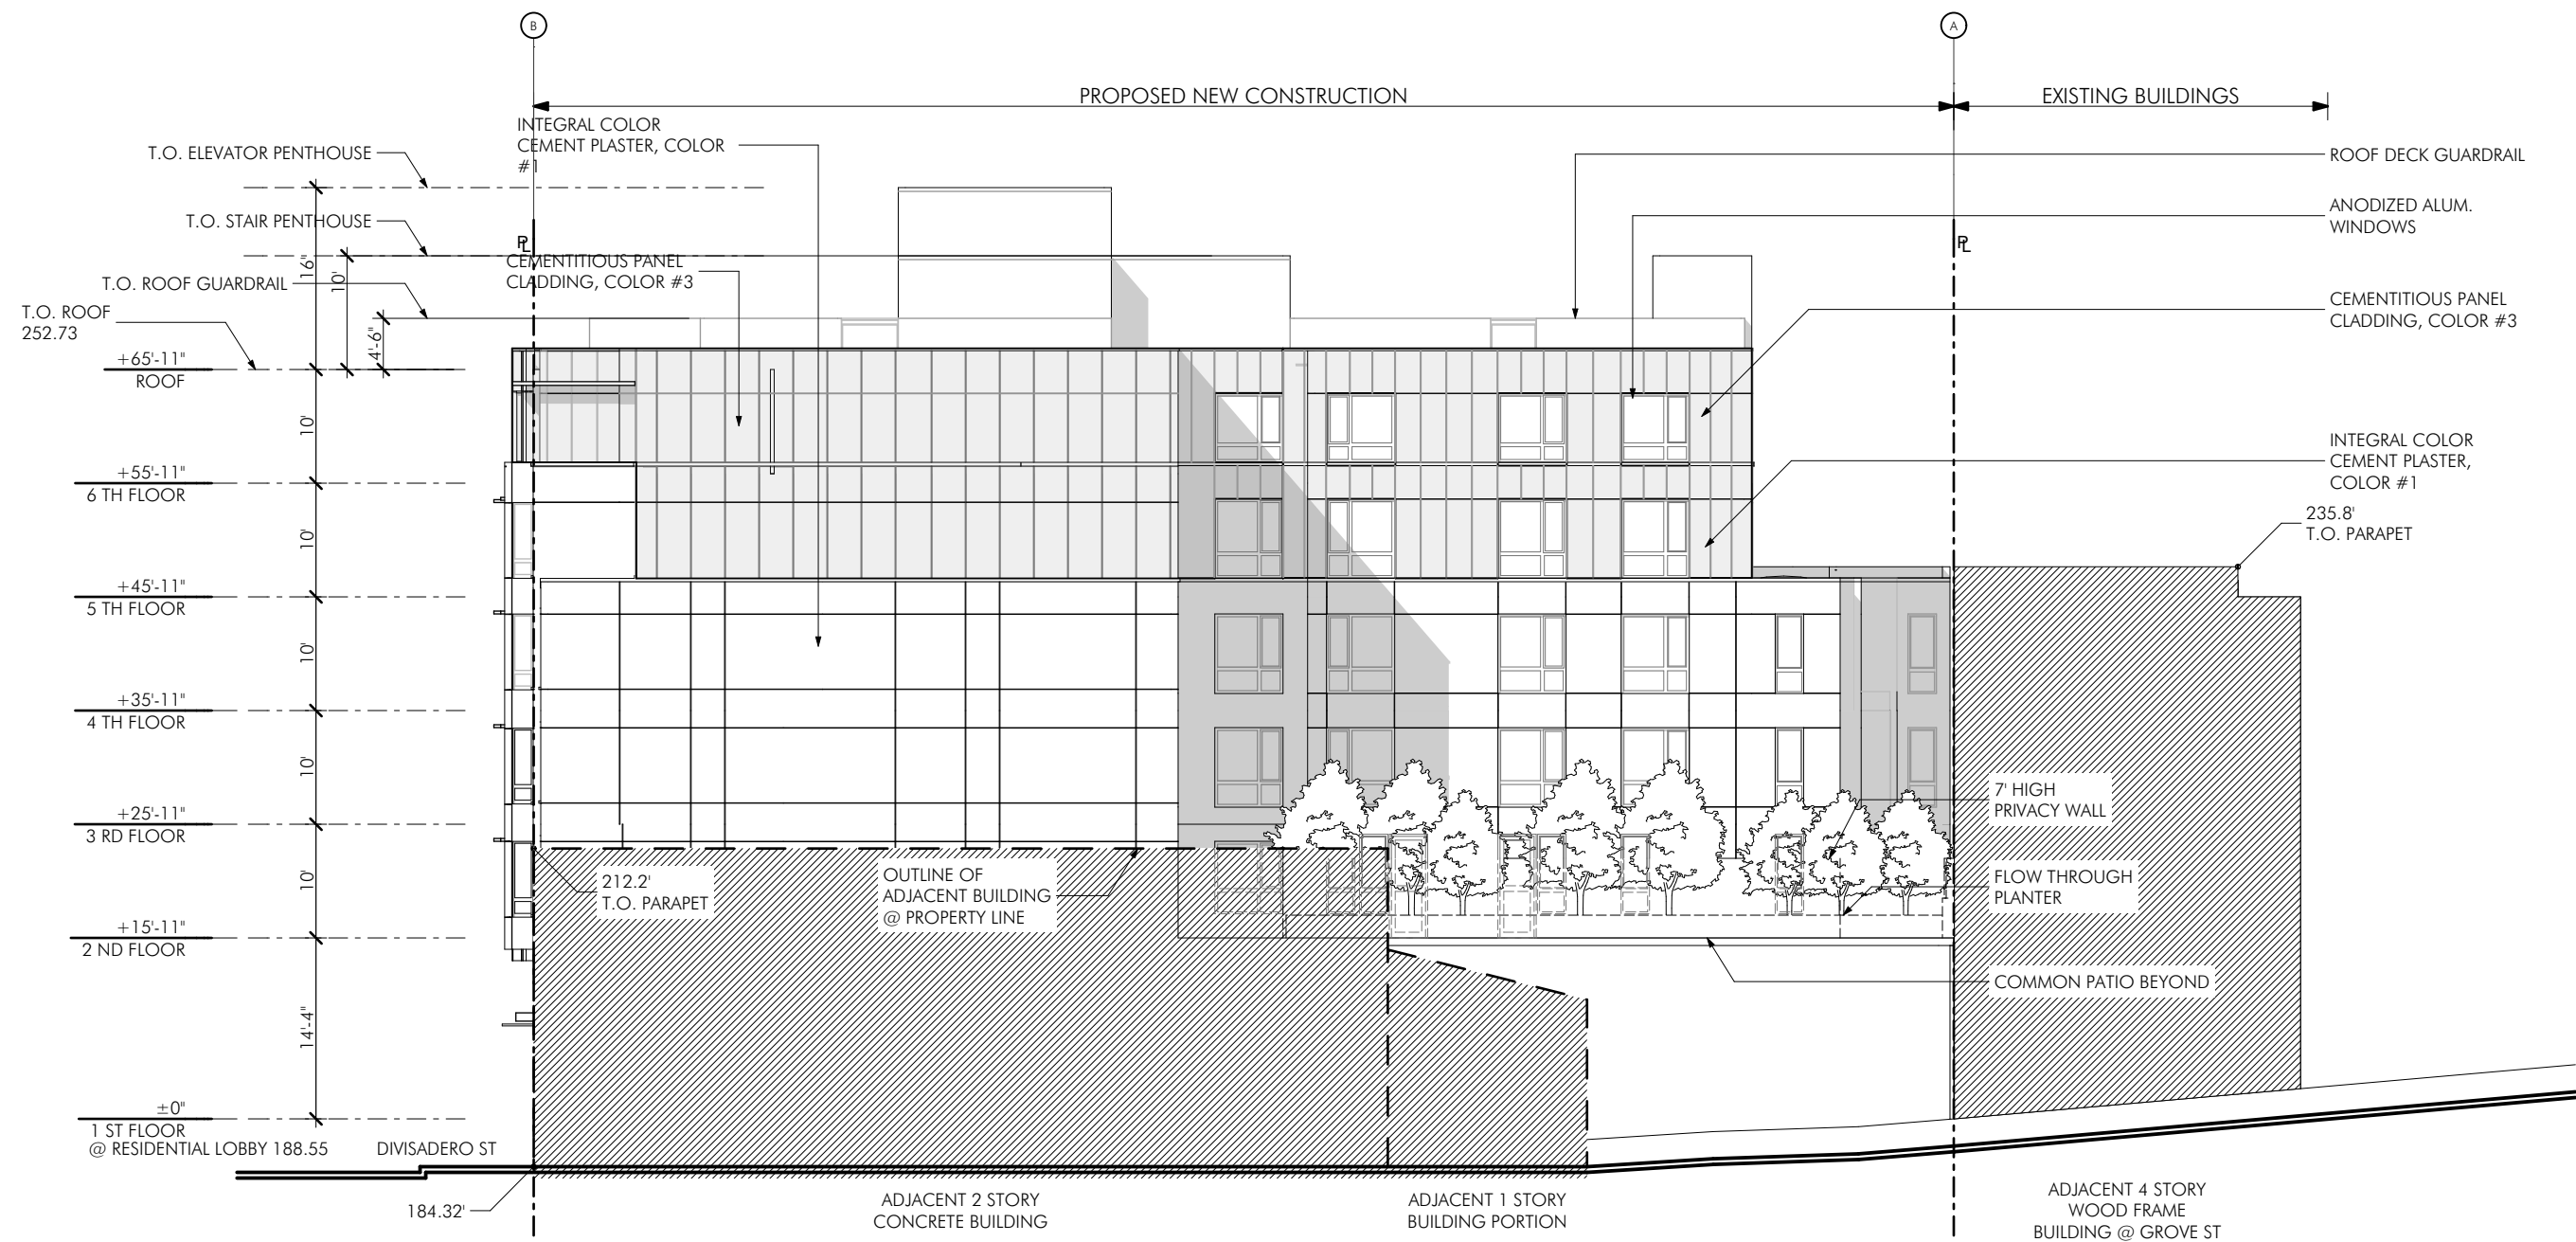 B
A
PROPOSED NEW CONSTRUCTION
EXISTING BUILDINGS
INTEGRAL COLOR
CEMENT PLASTER, COLOR
#1
T.O. ELEVATOR PENTHOUSE
ROOF DECK GUARDRAIL
T.O. STAIR PENTHOUSE
ANODIZED ALUM.
WINDOWS
PL
PL
CEMENTITIOUS PANEL
CLADDING, COLOR #3
16'
10'
T.O. ROOF GUARDRAIL
T.O. ROOF
252.73
4'-6"
CEMENTITIOUS PANEL
CLADDING, COLOR #3
+65'-11"
ROOF
10'
INTEGRAL COLOR
CEMENT PLASTER,
COLOR #1
+55'-11"
6 TH FLOOR
10'
235.8'
T.O. PARAPET
+45'-11"
5 TH FLOOR
10'
+35'-11"
4 TH FLOOR
10'
7' HIGH
PRIVACY WALL
+25'-11"
3 RD FLOOR
10'
212.2'
T.O. PARAPET
OUTLINE OF
ADJACENT BUILDING
@ PROPERTY LINE
FLOW THROUGH
PLANTER
+15'-11"
2 ND FLOOR
COMMON PATIO BEYOND
14'-4"
±0"
1 ST FLOOR
@ RESIDENTIAL LOBBY 188.55
DIVISADERO ST
184.32'
ADJACENT 2 STORY
CONCRETE BUILDING
ADJACENT 1 STORY
BUILDING PORTION
ADJACENT 4 STORY
WOOD FRAME
BUILDING @ GROVE ST